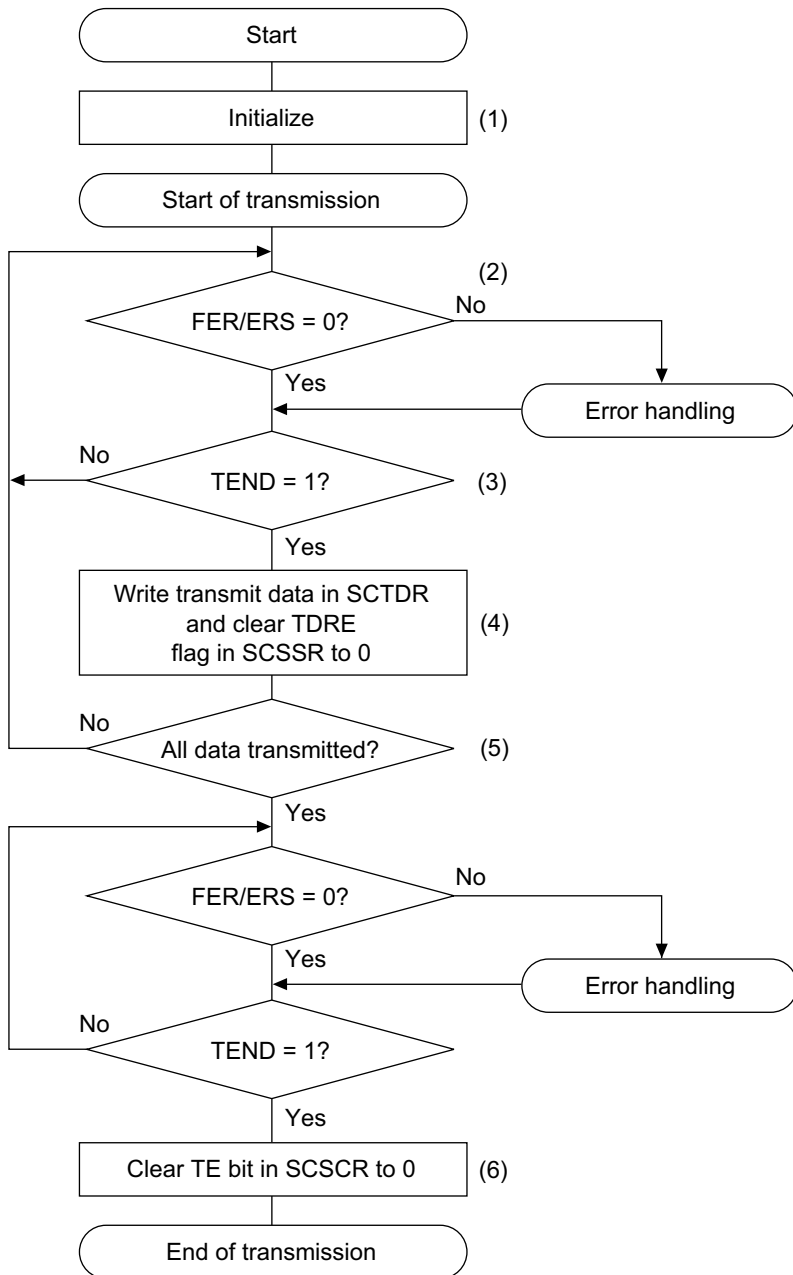 Start
Initialize
(1)
Start of transmission
(2)
FER/ERS = 0?
No
Yes
Error handling
No
TEND = 1?
(3)
Yes
Write transmit data in SCTDR
and clear TDRE
flag in SCSSR to 0
(4)
No
All data transmitted?
(5)
Yes
FER/ERS = 0?
No
Yes
Error handling
No
TEND = 1?
Yes
Clear TE bit in SCSCR to 0
(6)
End of transmission